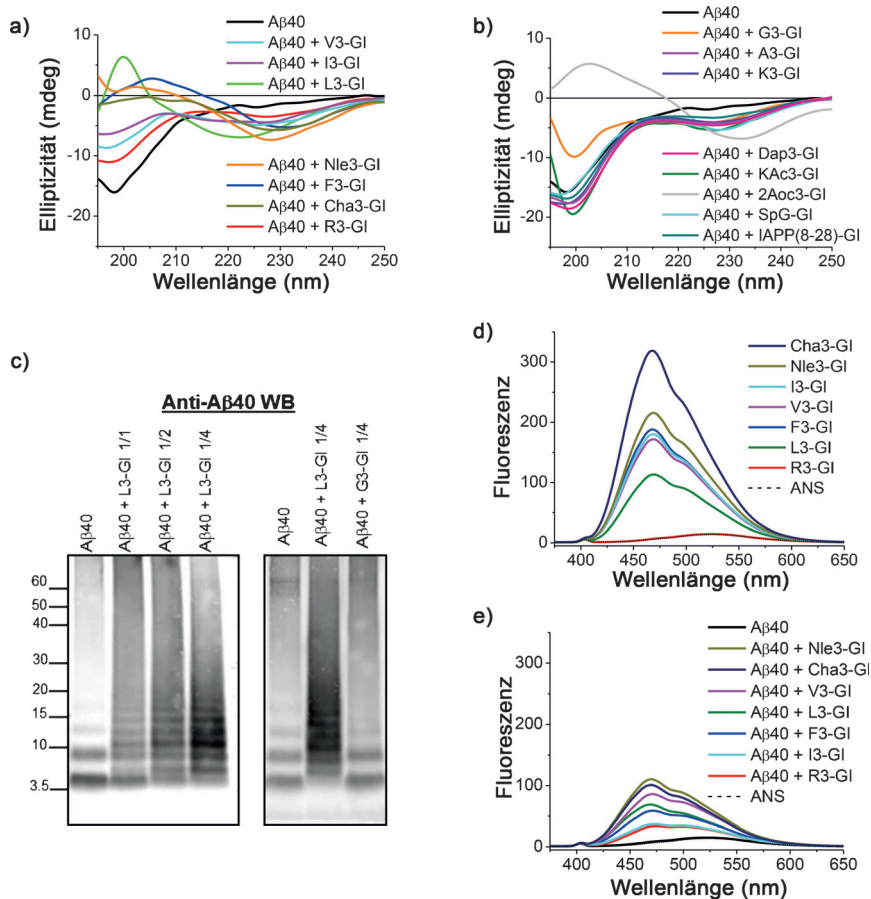 a)
Elliptizität (mdeg)
10
5
0
-10
-20
200
210
220
230
240
250
Wellenlänge (nm)
Aβ40
Aβ40 + V3-GI
Aβ40 + I3-GI
Aβ40 + L3-GI
Aβ40 + Nle3-GI
Aβ40 + F3-GI
Aβ40 + Cha3-GI
Aβ40 + R3-GI
b)
Elliptizität (mdeg)
10
5
0
-5
-10
-15
-20
-25
200
210
220
230
240
250
Wellenlänge (nm)
Aβ40
Aβ40 + G3-GI
Aβ40 + A3-GI
Aβ40 + K3-GI
Aβ40 + Dap3-GI
Aβ40 + KAc3-GI
Aβ40 + 2Aoc3-GI
Aβ40 + SpG-GI
Aβ40 + IAPP(8-28)-GI
c)
Anti-Aβ40 WB
Aβ40
Aβ40 + L3-GI 1/1
Aβ40 + L3-GI 1/2
Aβ40 + L3-GI 1/4
Aβ40
Aβ40 + L3-GI 1/4
Aβ40 + G3-GI 1/4
60
50
40
30
20
15
10
3.5
d)
Fluoreszenz
300
200
100
0
400
450
500
550
600
650
Wellenlänge (nm)
Cha3-GI
Nle3-GI
I3-GI
V3-GI
F3-GI
L3-GI
R3-GI
ANS
e)
Fluoreszenz
300
200
100
0
400
450
500
550
600
650
Wellenlänge (nm)
Aβ40
Aβ40 + Nle3-GI
Aβ40 + Cha3-GI
Aβ40 + V3-GI
Aβ40 + L3-GI
Aβ40 + F3-GI
Aβ40 + I3-GI
Aβ40 + R3-GI
ANS